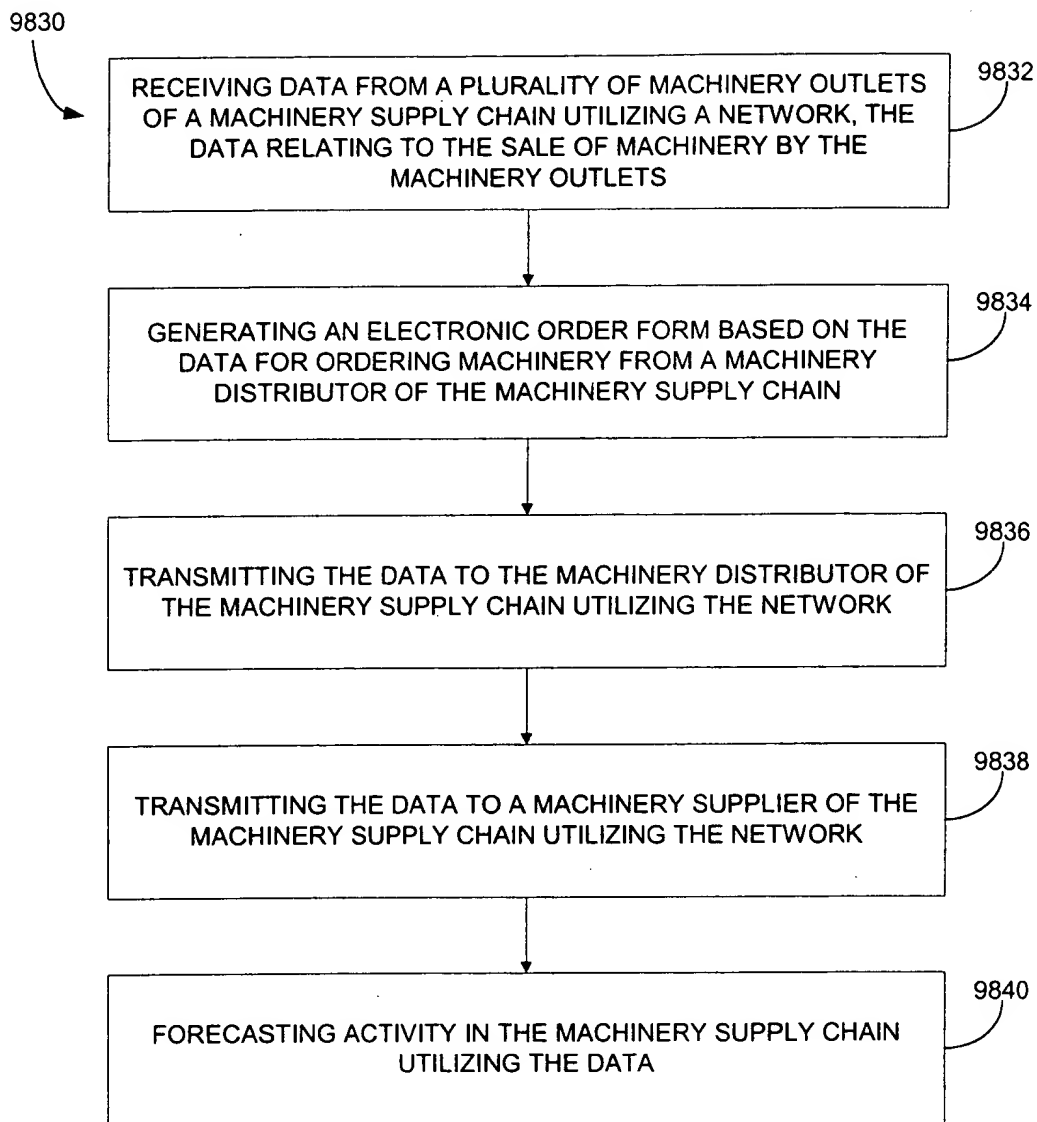 9830
RECEIVING DATA FROM A PLURALITY OF MACHINERY OUTLETS
OF A MACHINERY SUPPLY CHAIN UTILIZING A NETWORK, THE
DATA RELATING TO THE SALE OF MACHINERY BY THE
MACHINERY OUTLETS
9832
GENERATING AN ELECTRONIC ORDER FORM BASED ON THE
DATA FOR ORDERING MACHINERY FROM A MACHINERY
DISTRIBUTOR OF THE MACHINERY SUPPLY CHAIN
9834
TRANSMITTING THE DATA TO THE MACHINERY DISTRIBUTOR OF
THE MACHINERY SUPPLY CHAIN UTILIZING THE NETWORK
9836
TRANSMITTING THE DATA TO A MACHINERY SUPPLIER OF THE
MACHINERY SUPPLY CHAIN UTILIZING THE NETWORK
9838
FORECASTING ACTIVITY IN THE MACHINERY SUPPLY CHAIN
UTILIZING THE DATA
9840